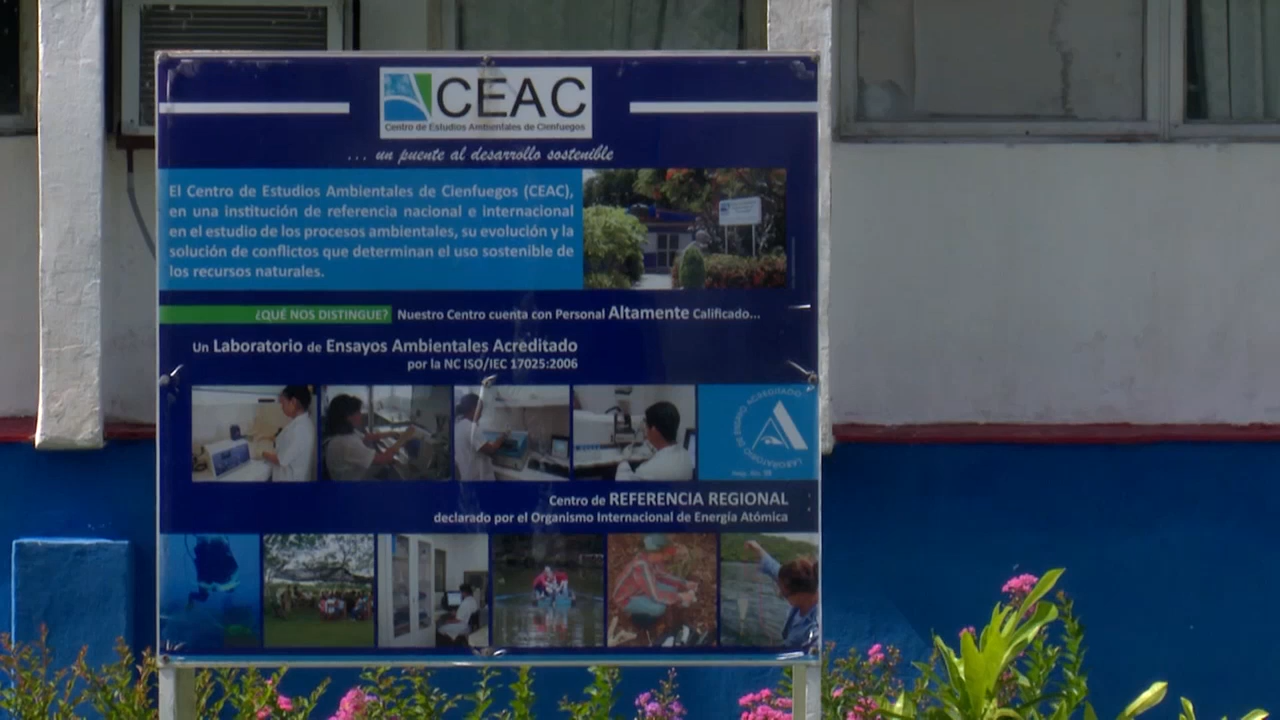 CEAC
Centro de Estudios Ambientales de Cienfuegos
... un puente al desarrollo sostenible
El Centro de Estudios Ambientales de Cienfuegos (CEAC),
en una institución de referencia nacional e internacional
en el estudio de los procesos ambientales, su evolución y la
solución de conflictos que determinan el uso sostenible de
los recursos naturales.
¿QUÉ NOS DISTINGUE? Nuestro Centro cuenta con Personal Altamente Calificado...
Un Laboratorio de Ensayos Ambientales Acreditado
por la NC ISO/IEC 17025:2006
LABORATORIO DE ENSAYO ACREDITADO
Centro de REFERENCIA REGIONAL
declarado por el Organismo Internacional de Energía Atómica